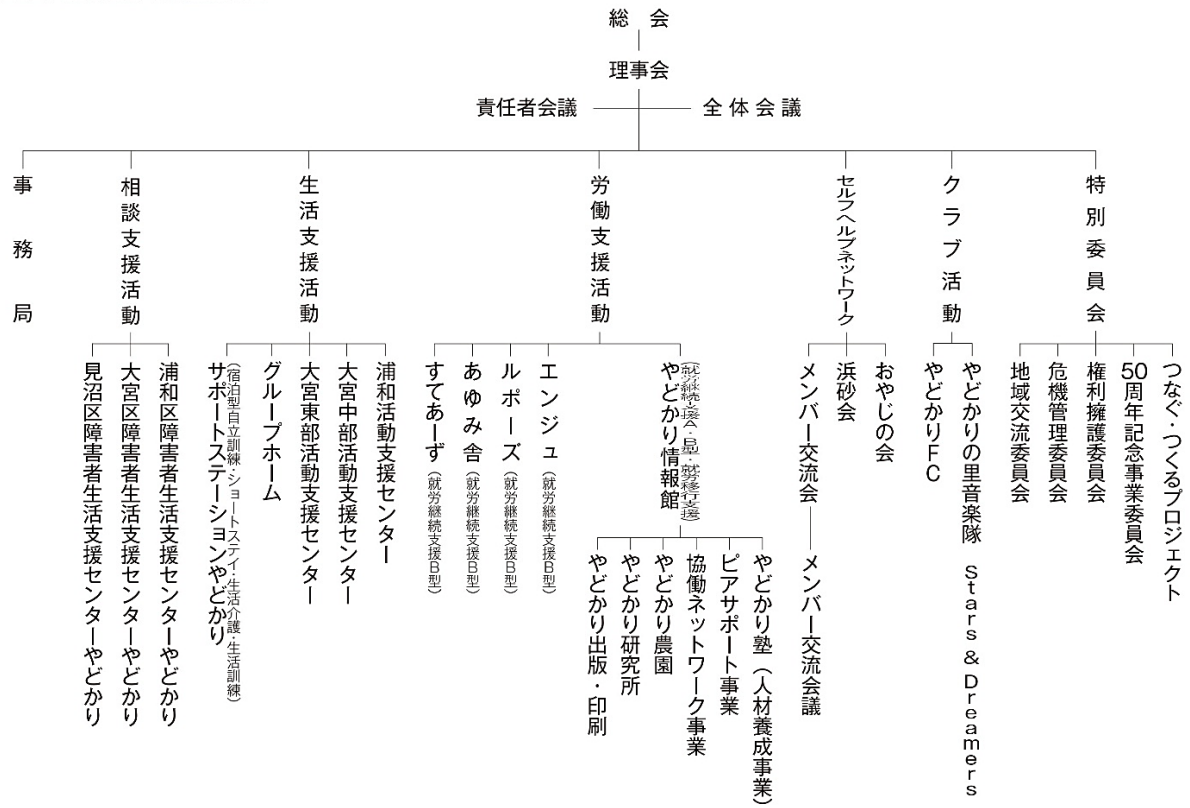 総会
理事会
責任者会議
全体会議
事務局
相談支援活動
見沼区障害者生活支援センターやどかり
大宮区障害者生活支援センターやどかり
浦和区障害者生活支援センターやどかり
生活支援活動
サポートステーションやどかり
（宿泊型自立訓練・ショートステイ・生活介護・生活訓練）
グループホーム
大宮東部活動支援センター
大宮中部活動支援センター
浦和活動支援センター
労働支援活動
すてあーず（就労継続支援B型）
あゆみ舎（就労継続支援B型）
ルポーズ（就労継続支援B型）
エンジュ（就労継続支援B型）
やどかり情報館
（就労継続支援A・B型・就労移行支援）
やどかり出版・印刷
やどかり研究所
やどかり農園
協働ネットワーク事業
ピアサポート事業
やどかり塾（人材養成事業）
セルフヘルプネットワーク
メンバー交流会
メンバー交流会議
浜砂会
おやじの会
クラブ活動
やどかりFC
やどかりの里音楽隊 Stars & Dreamers
特別委員会
地域交流委員会
危機管理委員会
権利擁護委員会
50周年記念事業委員会
つなぐ・つくるプロジェクト